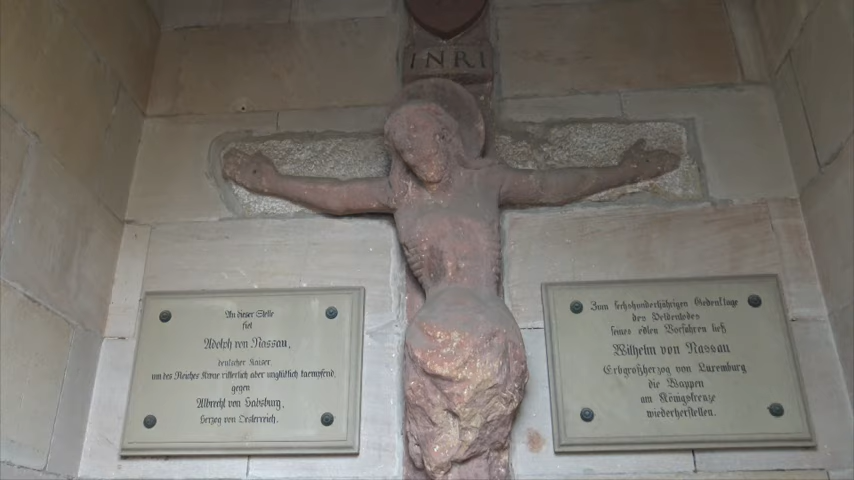 INRI
An dieser Stelle
fiel
Adolph von Nassau,
deutscher Kaiser
um des Reiches Krone ritterlich aber unglücklich kaempfend,
gegen
Albrecht von Habsburg,
Herzog von Oesterreich.
Zum sechshundertjährigen Gedenktage
des Heldentodes
seines edlen Vorfahren ließ
Wilhelm von Nassau
Erbgroßherzog von Luxemburg
die Wappen
am Königskreuze
wiederherstellen.